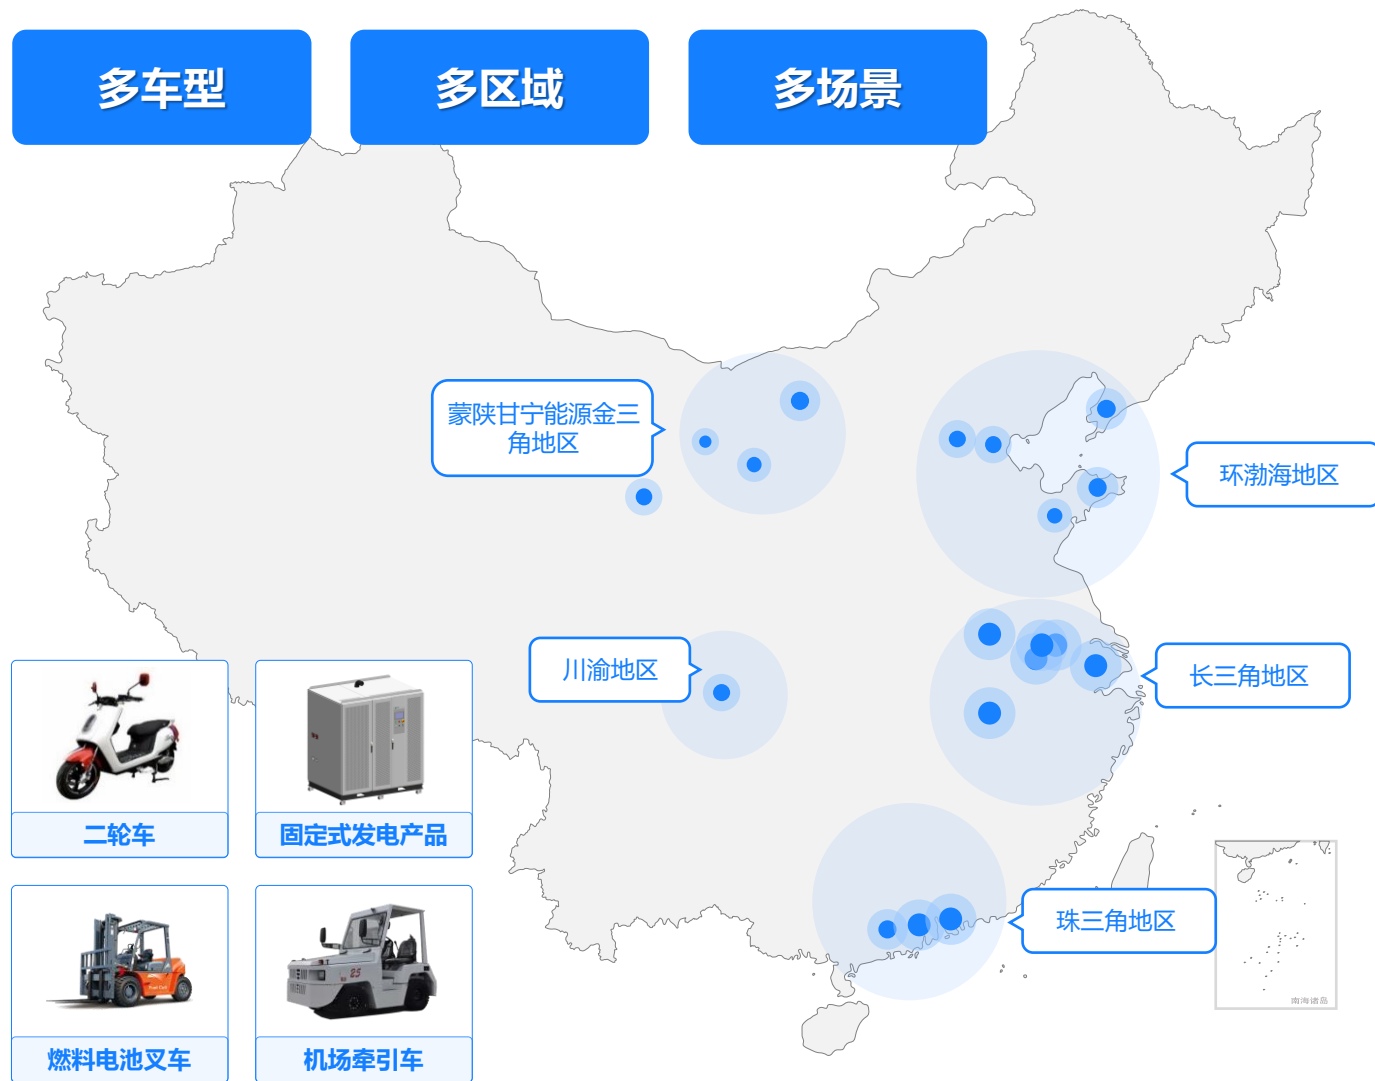 多车型
多区域
多场景
蒙陕甘宁能源金三
角地区
环渤海地区
川渝地区
长三角地区
珠三角地区
二轮车
固定式发电产品
燃料电池叉车
25
机场牵引车
南海诸岛